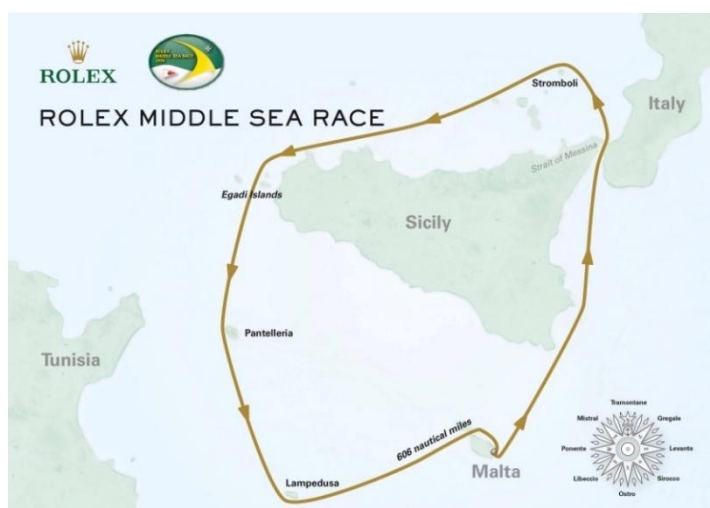 ROLEX
ROLEX MIDDLE SEA RACE
Stromboli
Italy
Strait of Messina
Egadi Islands
Sicily
Pantelleria
Tunisia
606 nautical miles
Lampedusa
Malta
Tramontane
Mistral
Gregale
Ponente
Levante
Libeccio
Sirocco
Ostro